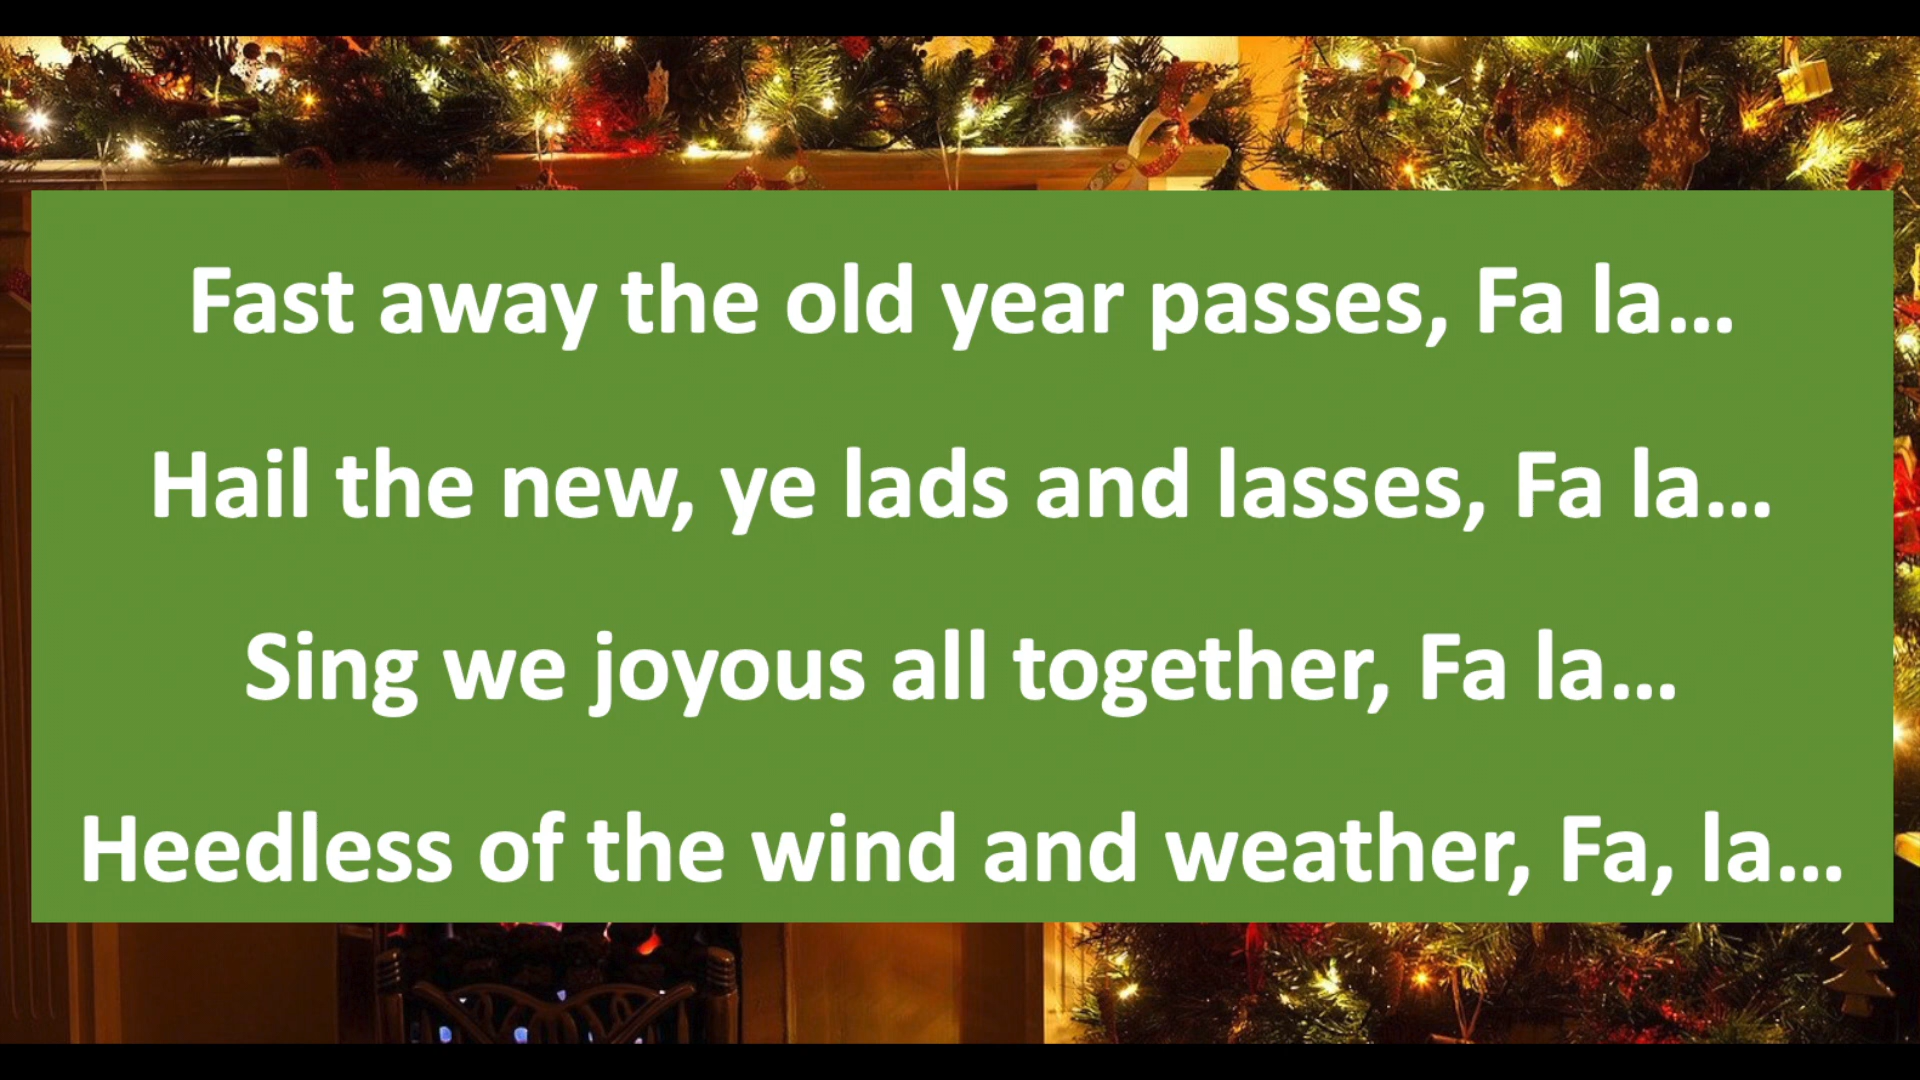 Fast away the old year passes, Fa la...
Hail the new, ye lads and lasses, Fa la...
Sing we joyous all together, Fa la...
Heedless of the wind and weather, Fa, la...